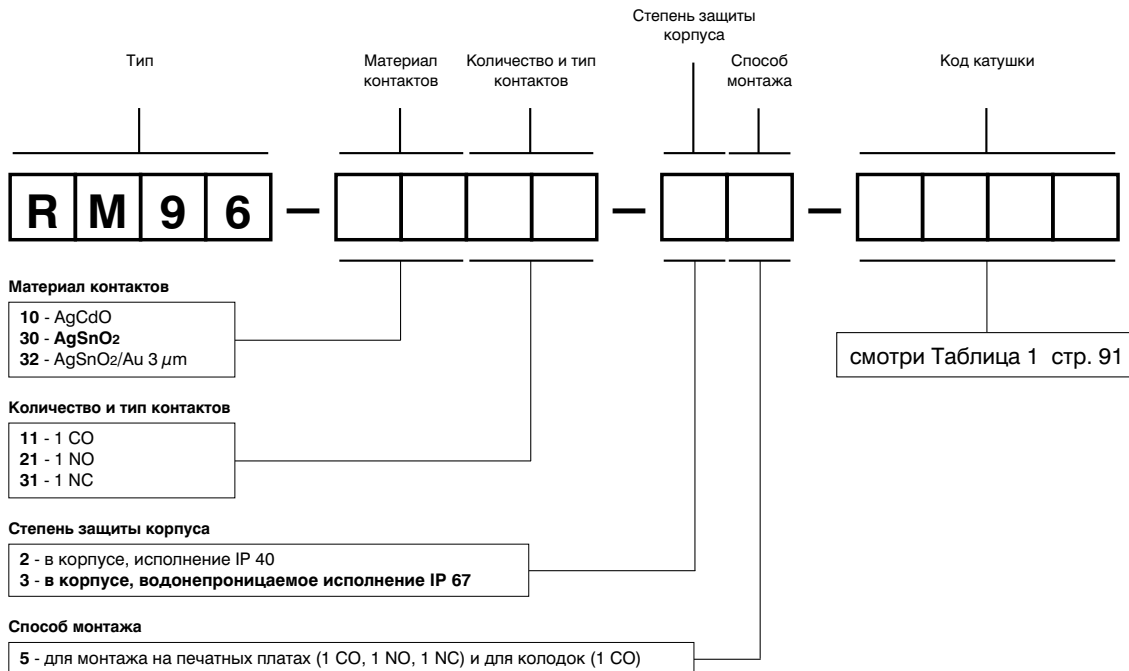 Степень защиты
корпуса
Тип
Материал
контактов
Количество и тип
контактов
Способ
монтажа
Код катушки
R M 9 6 – – –
Материал контактов
10 - AgCdO
30 - AgSnO2
32 - AgSnO2/Au 3 μm
смотри Таблица 1 стр. 91
Количество и тип контактов
11 - 1 CO
21 - 1 NO
31 - 1 NC
Степень защиты корпуса
2 - в корпусе, исполнение IP 40
3 - в корпусе, водонепроницаемое исполнение IP 67
Способ монтажа
5 - для монтажа на печатных платах (1 CO, 1 NO, 1 NC) и для колодок (1 CO)